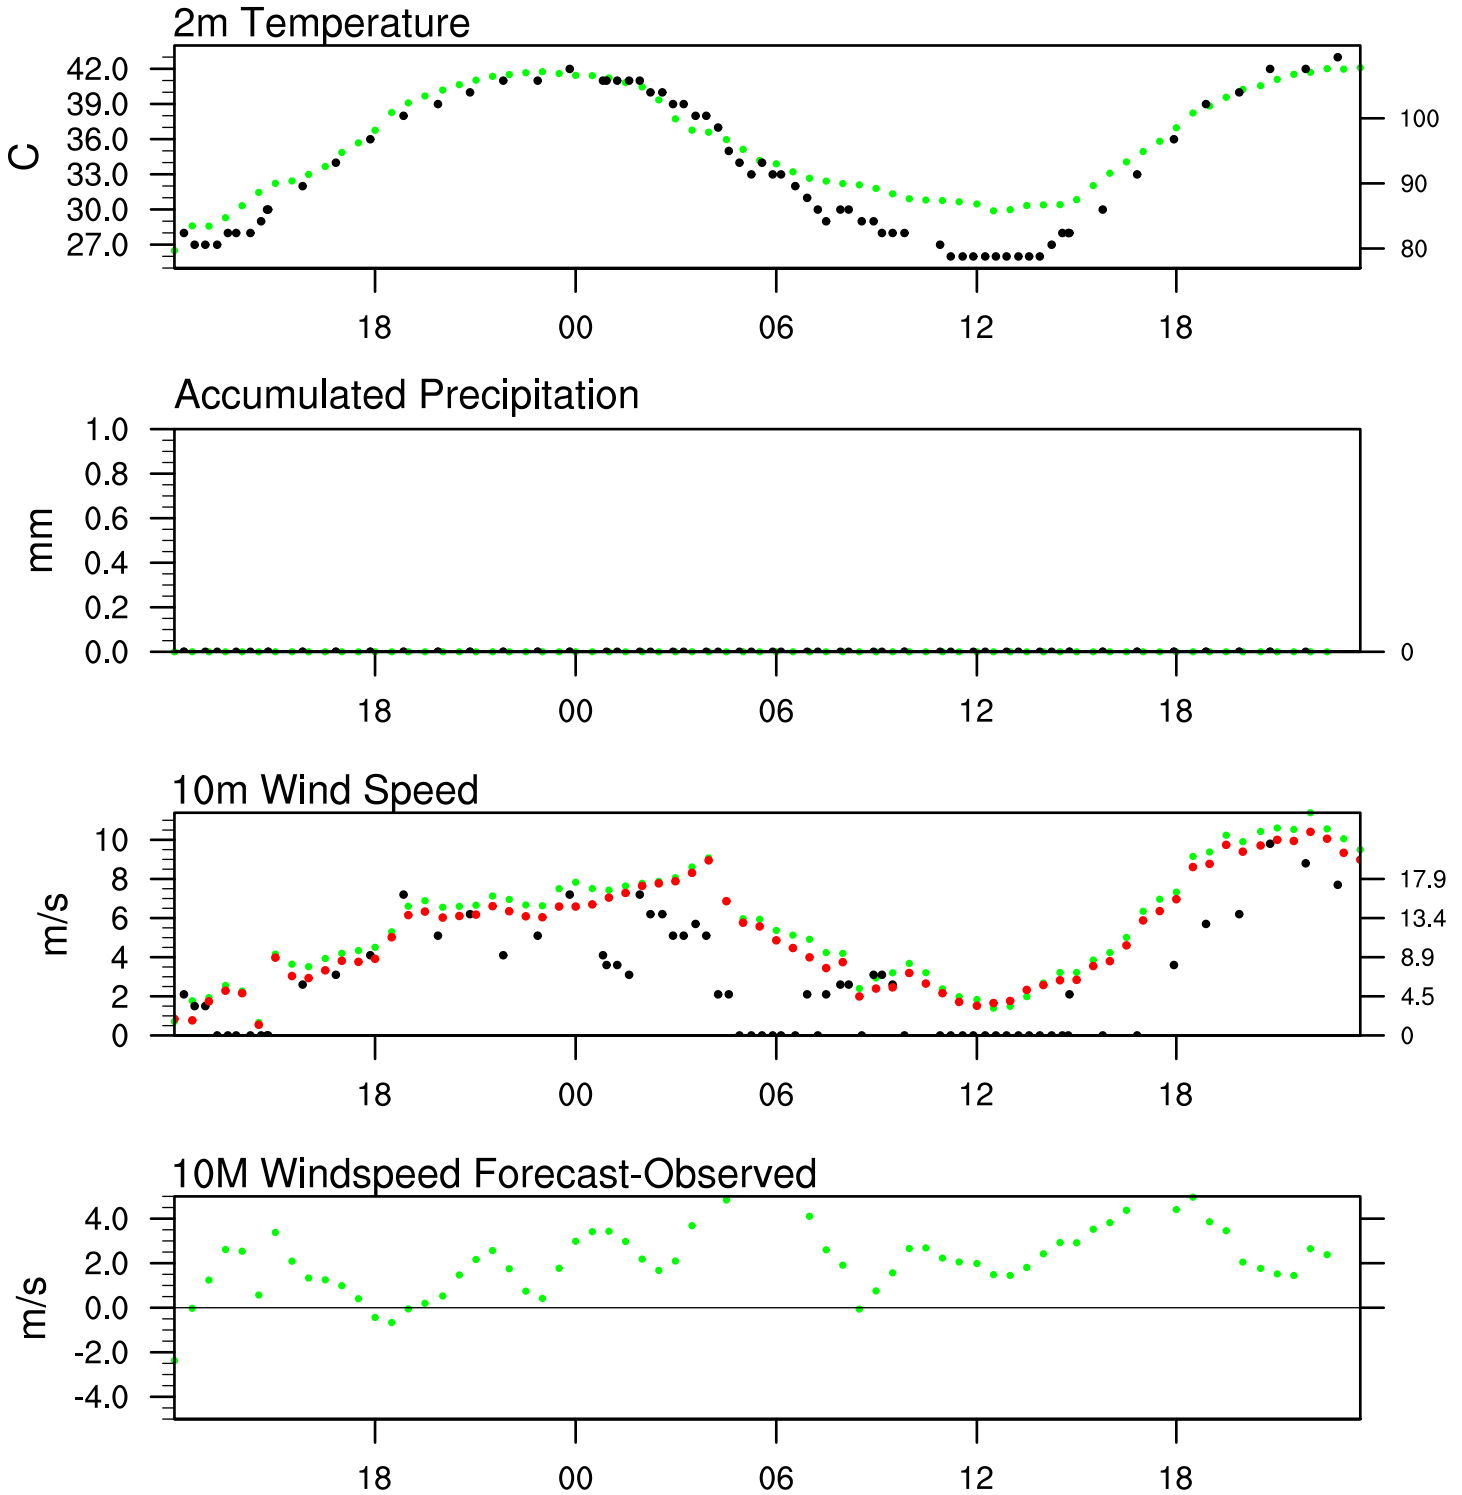 2m Temperature
42.0
39.0
36.0
33.0
30.0
27.0
C
100
90
80
18 00 06 12 18
Accumulated Precipitation
1.0
0.8
0.6
0.4
0.2
0.0
mm
0
18 00 06 12 18
10m Wind Speed
10
8
6
4
2
0
m/s
17.9
13.4
8.9
4.5
0
18 00 06 12 18
10M Windspeed Forecast-Observed
4.0
2.0
0.0
-2.0
-4.0
m/s
18 00 06 12 18